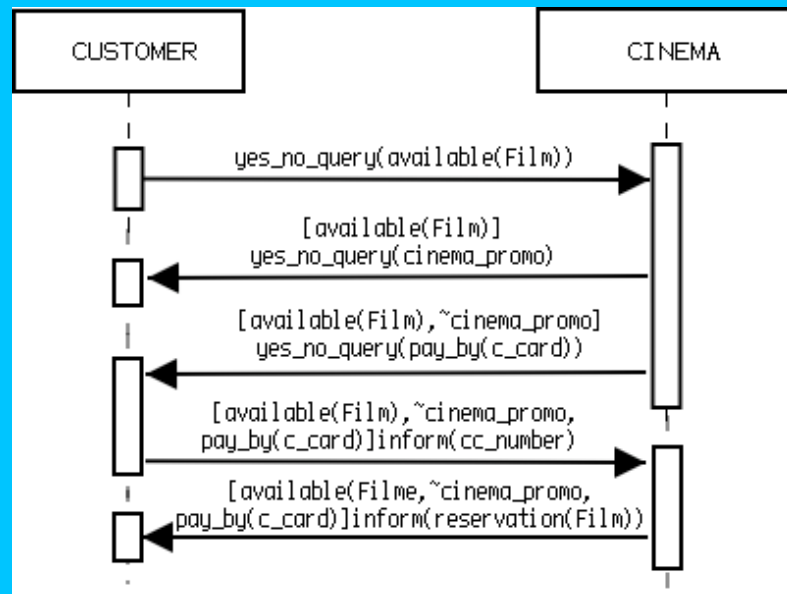 CUSTOMER
CINEMA
yes_no_query(available(Film))
[available(Film)]
yes_no_query(cinema_promo)
[available(Film),~cinema_promo]
yes_no_query(pay_by(c_card))
[available(Film),~cinema_promo,
pay_by(c_card)]inform(cc_number)
[available(Filme,~cinema_promo,
pay_by(c_card)]inform(reservation(Film))